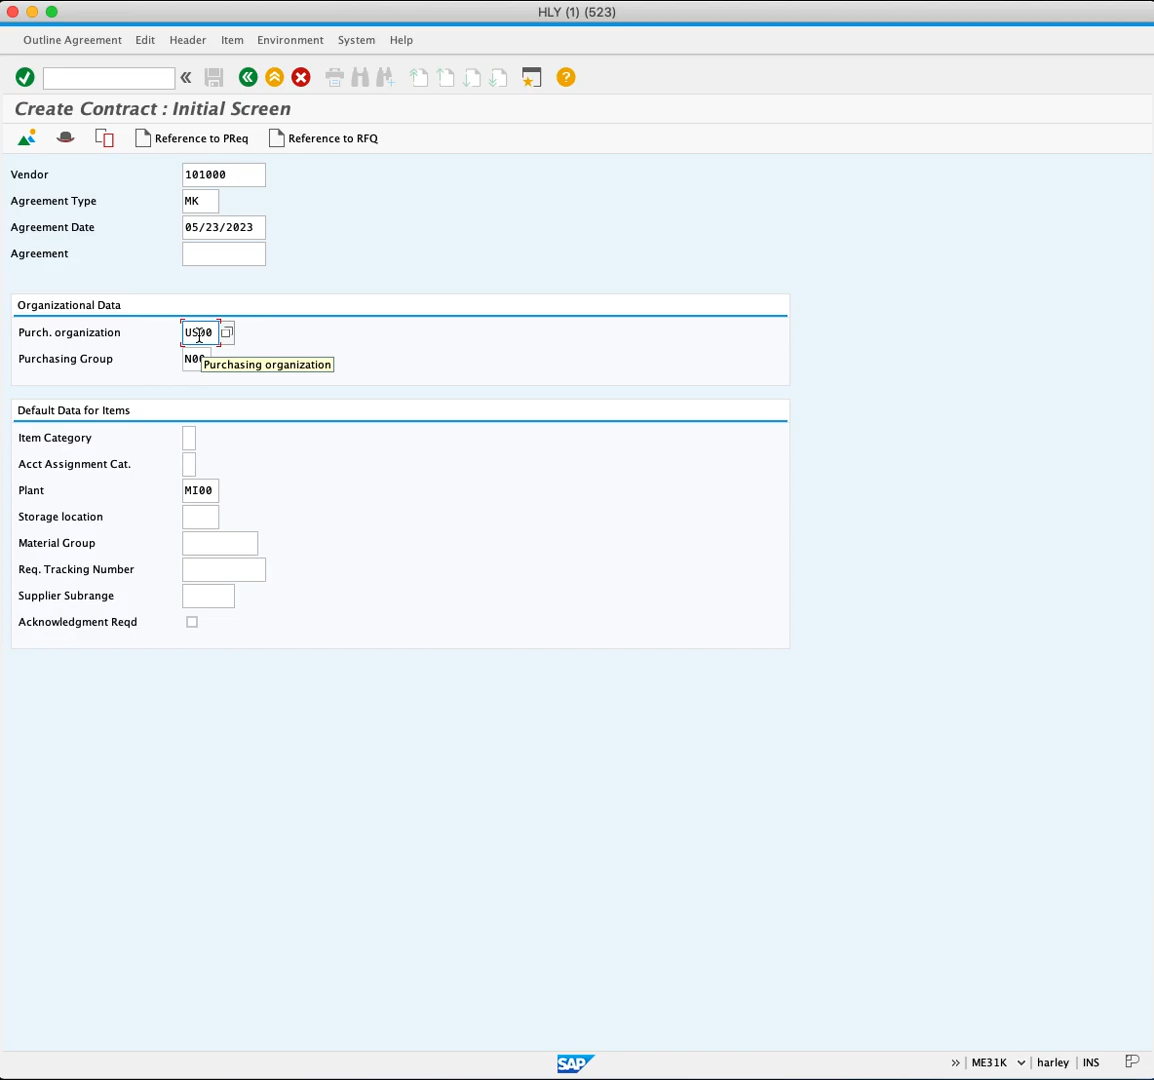 HLY (1) (523)
Outline Agreement Edit Header Item Environment System Help
Create Contract : Initial Screen
Reference to PReq Reference to RFQ
Vendor 101000
Agreement Type MK
Agreement Date 05/23/2023
Agreement
Organizational Data
Purch. organization US00
Purchasing Group N00
Purchasing organization
Default Data for Items
Item Category
Acct Assignment Cat.
Plant MI00
Storage location
Material Group
Req. Tracking Number
Supplier Subrange
Acknowledgment Reqd
SAP
ME31K harley INS